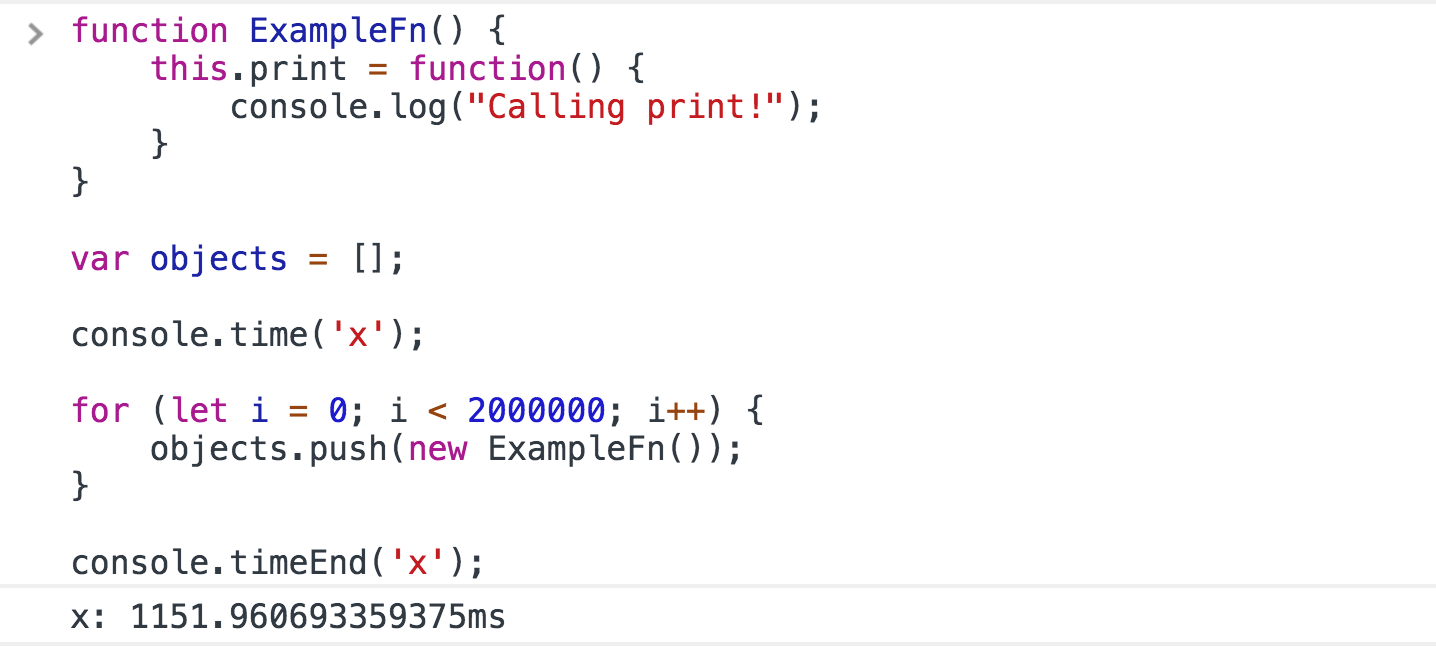 function ExampleFn() {
    this.print = function() {
        console.log("Calling print!");
    }
}
var objects = [];
console.time('x');
for (let i = 0; i < 2000000; i++) {
    objects.push(new ExampleFn());
}
console.timeEnd('x');
x: 1151.960693359375ms